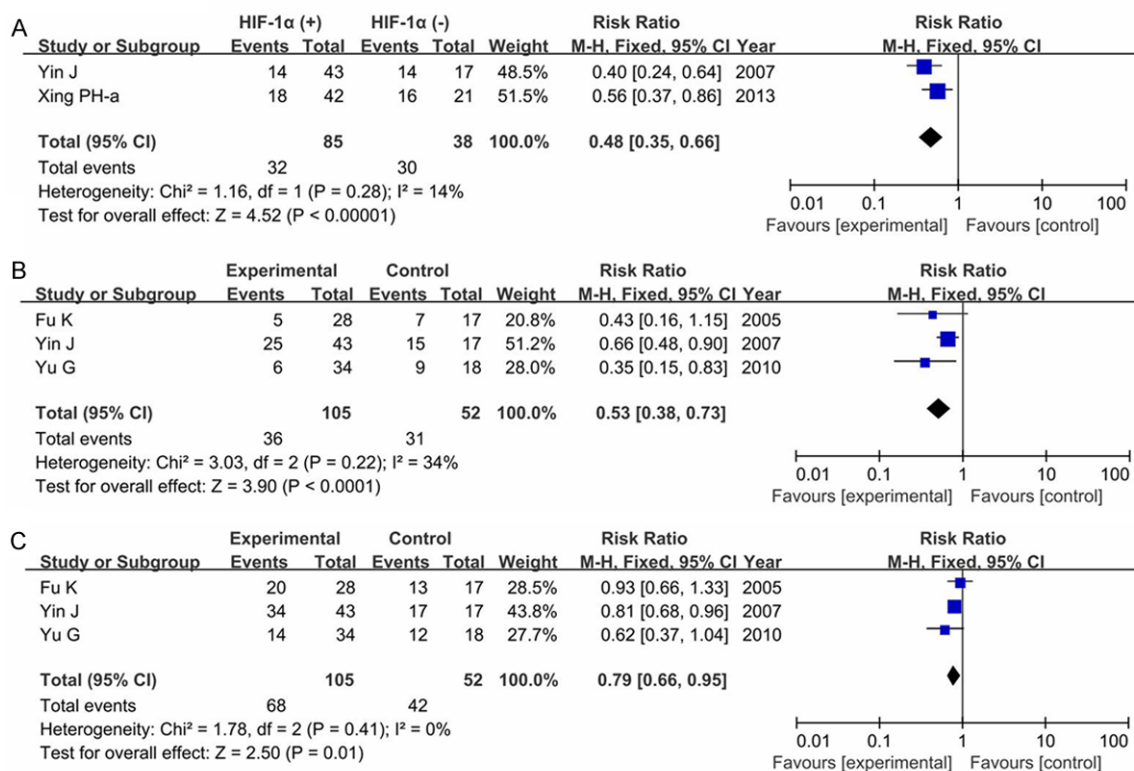 A
HIF-1α (+) HIF-1α (-) Risk Ratio Risk Ratio
Study or Subgroup Events Total Events Total Weight M-H, Fixed, 95% CI Year M-H, Fixed, 95% CI
Yin J 14 43 14 17 48.5% 0.40 [0.24, 0.64] 2007
Xing PH-a 18 42 16 21 51.5% 0.56 [0.37, 0.86] 2013
Total (95% CI) 85 38 100.0% 0.48 [0.35, 0.66]
Total events 32 30
Heterogeneity: Chi² = 1.16, df = 1 (P = 0.28); I² = 14%
Test for overall effect: Z = 4.52 (P < 0.00001)
0.01 0.1 1 10 100
Favours [experimental] Favours [control]
B
Experimental Control Risk Ratio Risk Ratio
Study or Subgroup Events Total Events Total Weight M-H, Fixed, 95% CI Year M-H, Fixed, 95% CI
Fu K 5 28 7 17 20.8% 0.43 [0.16, 1.15] 2005
Yin J 25 43 15 17 51.2% 0.66 [0.48, 0.90] 2007
Yu G 6 34 9 18 28.0% 0.35 [0.15, 0.83] 2010
Total (95% CI) 105 52 100.0% 0.53 [0.38, 0.73]
Total events 36 31
Heterogeneity: Chi² = 3.03, df = 2 (P = 0.22); I² = 34%
Test for overall effect: Z = 3.90 (P < 0.0001)
0.01 0.1 1 10 100
Favours [experimental] Favours [control]
C
Experimental Control Risk Ratio Risk Ratio
Study or Subgroup Events Total Events Total Weight M-H, Fixed, 95% CI Year M-H, Fixed, 95% CI
Fu K 20 28 13 17 28.5% 0.93 [0.66, 1.33] 2005
Yin J 34 43 17 17 43.8% 0.81 [0.68, 0.96] 2007
Yu G 14 34 12 18 27.7% 0.62 [0.37, 1.04] 2010
Total (95% CI) 105 52 100.0% 0.79 [0.66, 0.95]
Total events 68 42
Heterogeneity: Chi² = 1.78, df = 2 (P = 0.41); I² = 0%
Test for overall effect: Z = 2.50 (P = 0.01)
0.01 0.1 1 10 100
Favours [experimental] Favours [control]